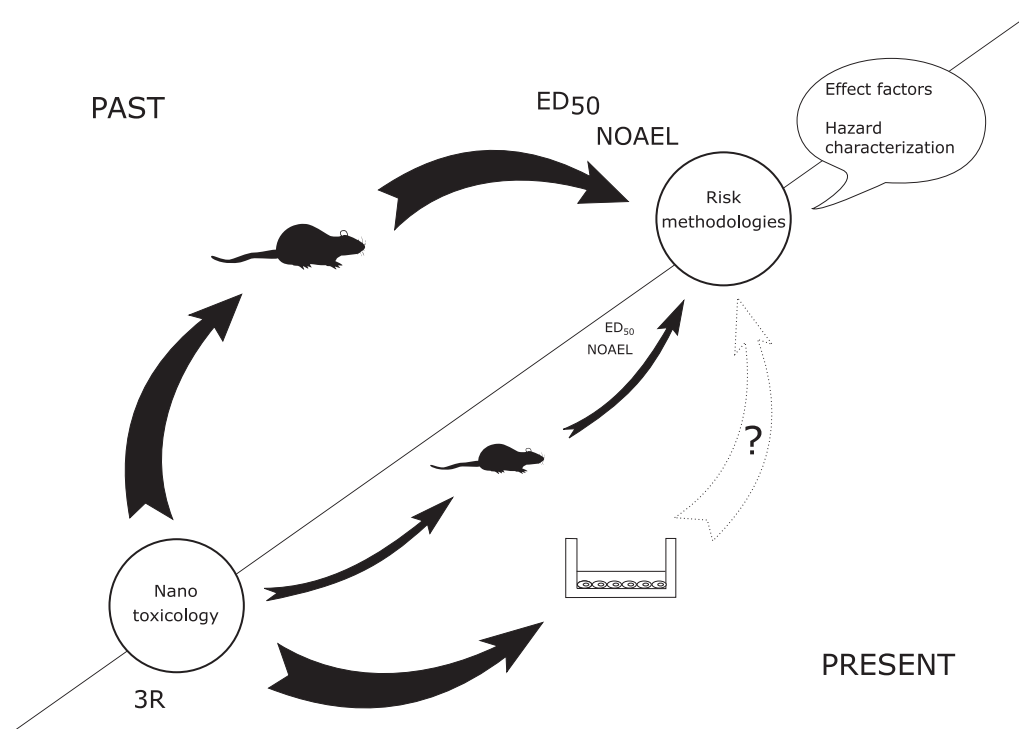 PAST
ED50
NOAEL
Effect factors
Hazard
characterization
Risk
methodologies
ED50
NOAEL
?
Nano
toxicology
3R
PRESENT